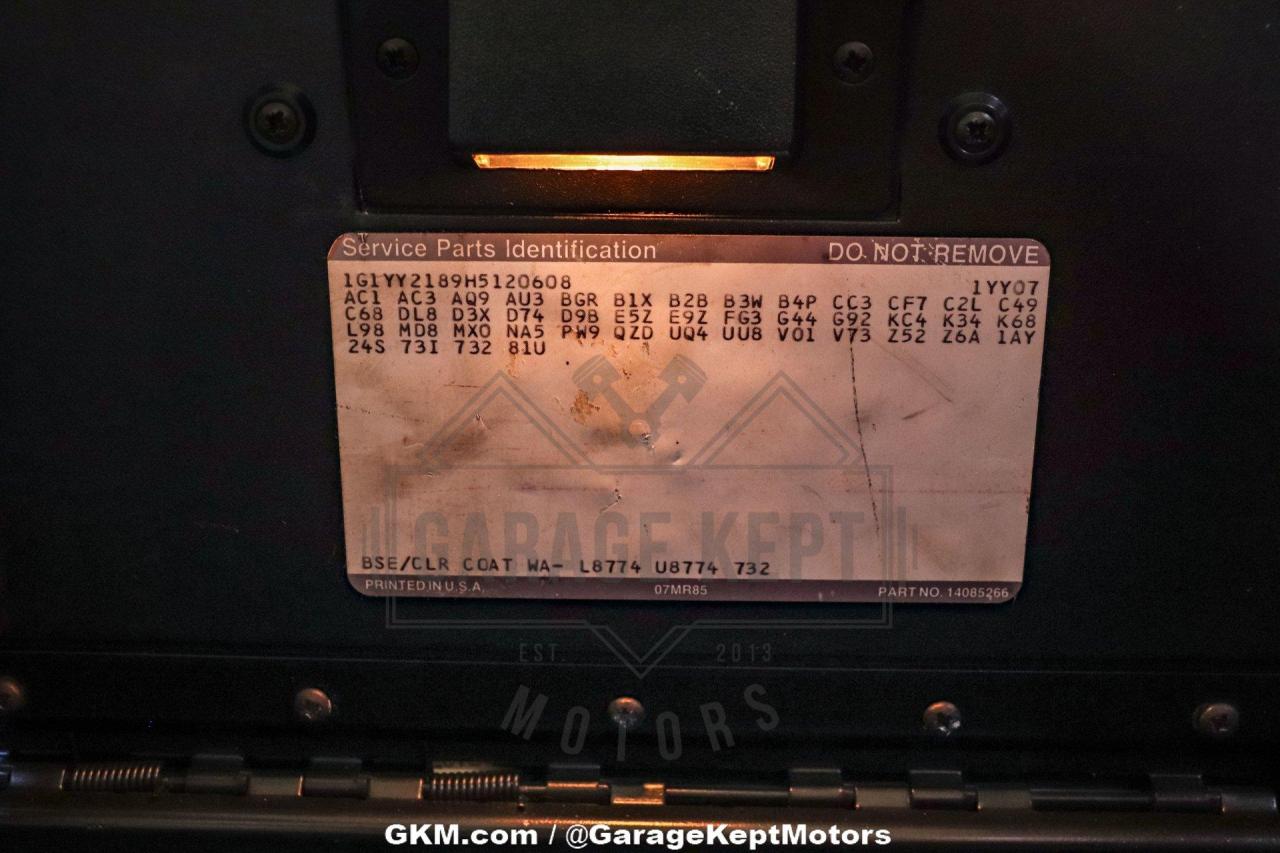 Service Parts Identification DO NOT REMOVE
1G1YY2189H5120608 1YY07
AC1 AC3 AQ9 AU3 BGR B1X B2B B3W B4P CC3 CF7 C2L C49
C68 DL8 D3X D74 D9B E5Z E9Z FG3 G44 G92 KC4 K34 K68
L98 MD8 MX0 NA5 PW9 QZD UQ4 UU8 V01 V73 Z52 Z6A 1AY
24S 73I 732 81U
GARAGE KEPT
BSE/CLR COAT WA- L8774 U8774 732
PRINTED IN U.S.A. 07MR85 PART NO. 14085266
EST. 2013
MOTORS
GKM.com / @GarageKeptMotors